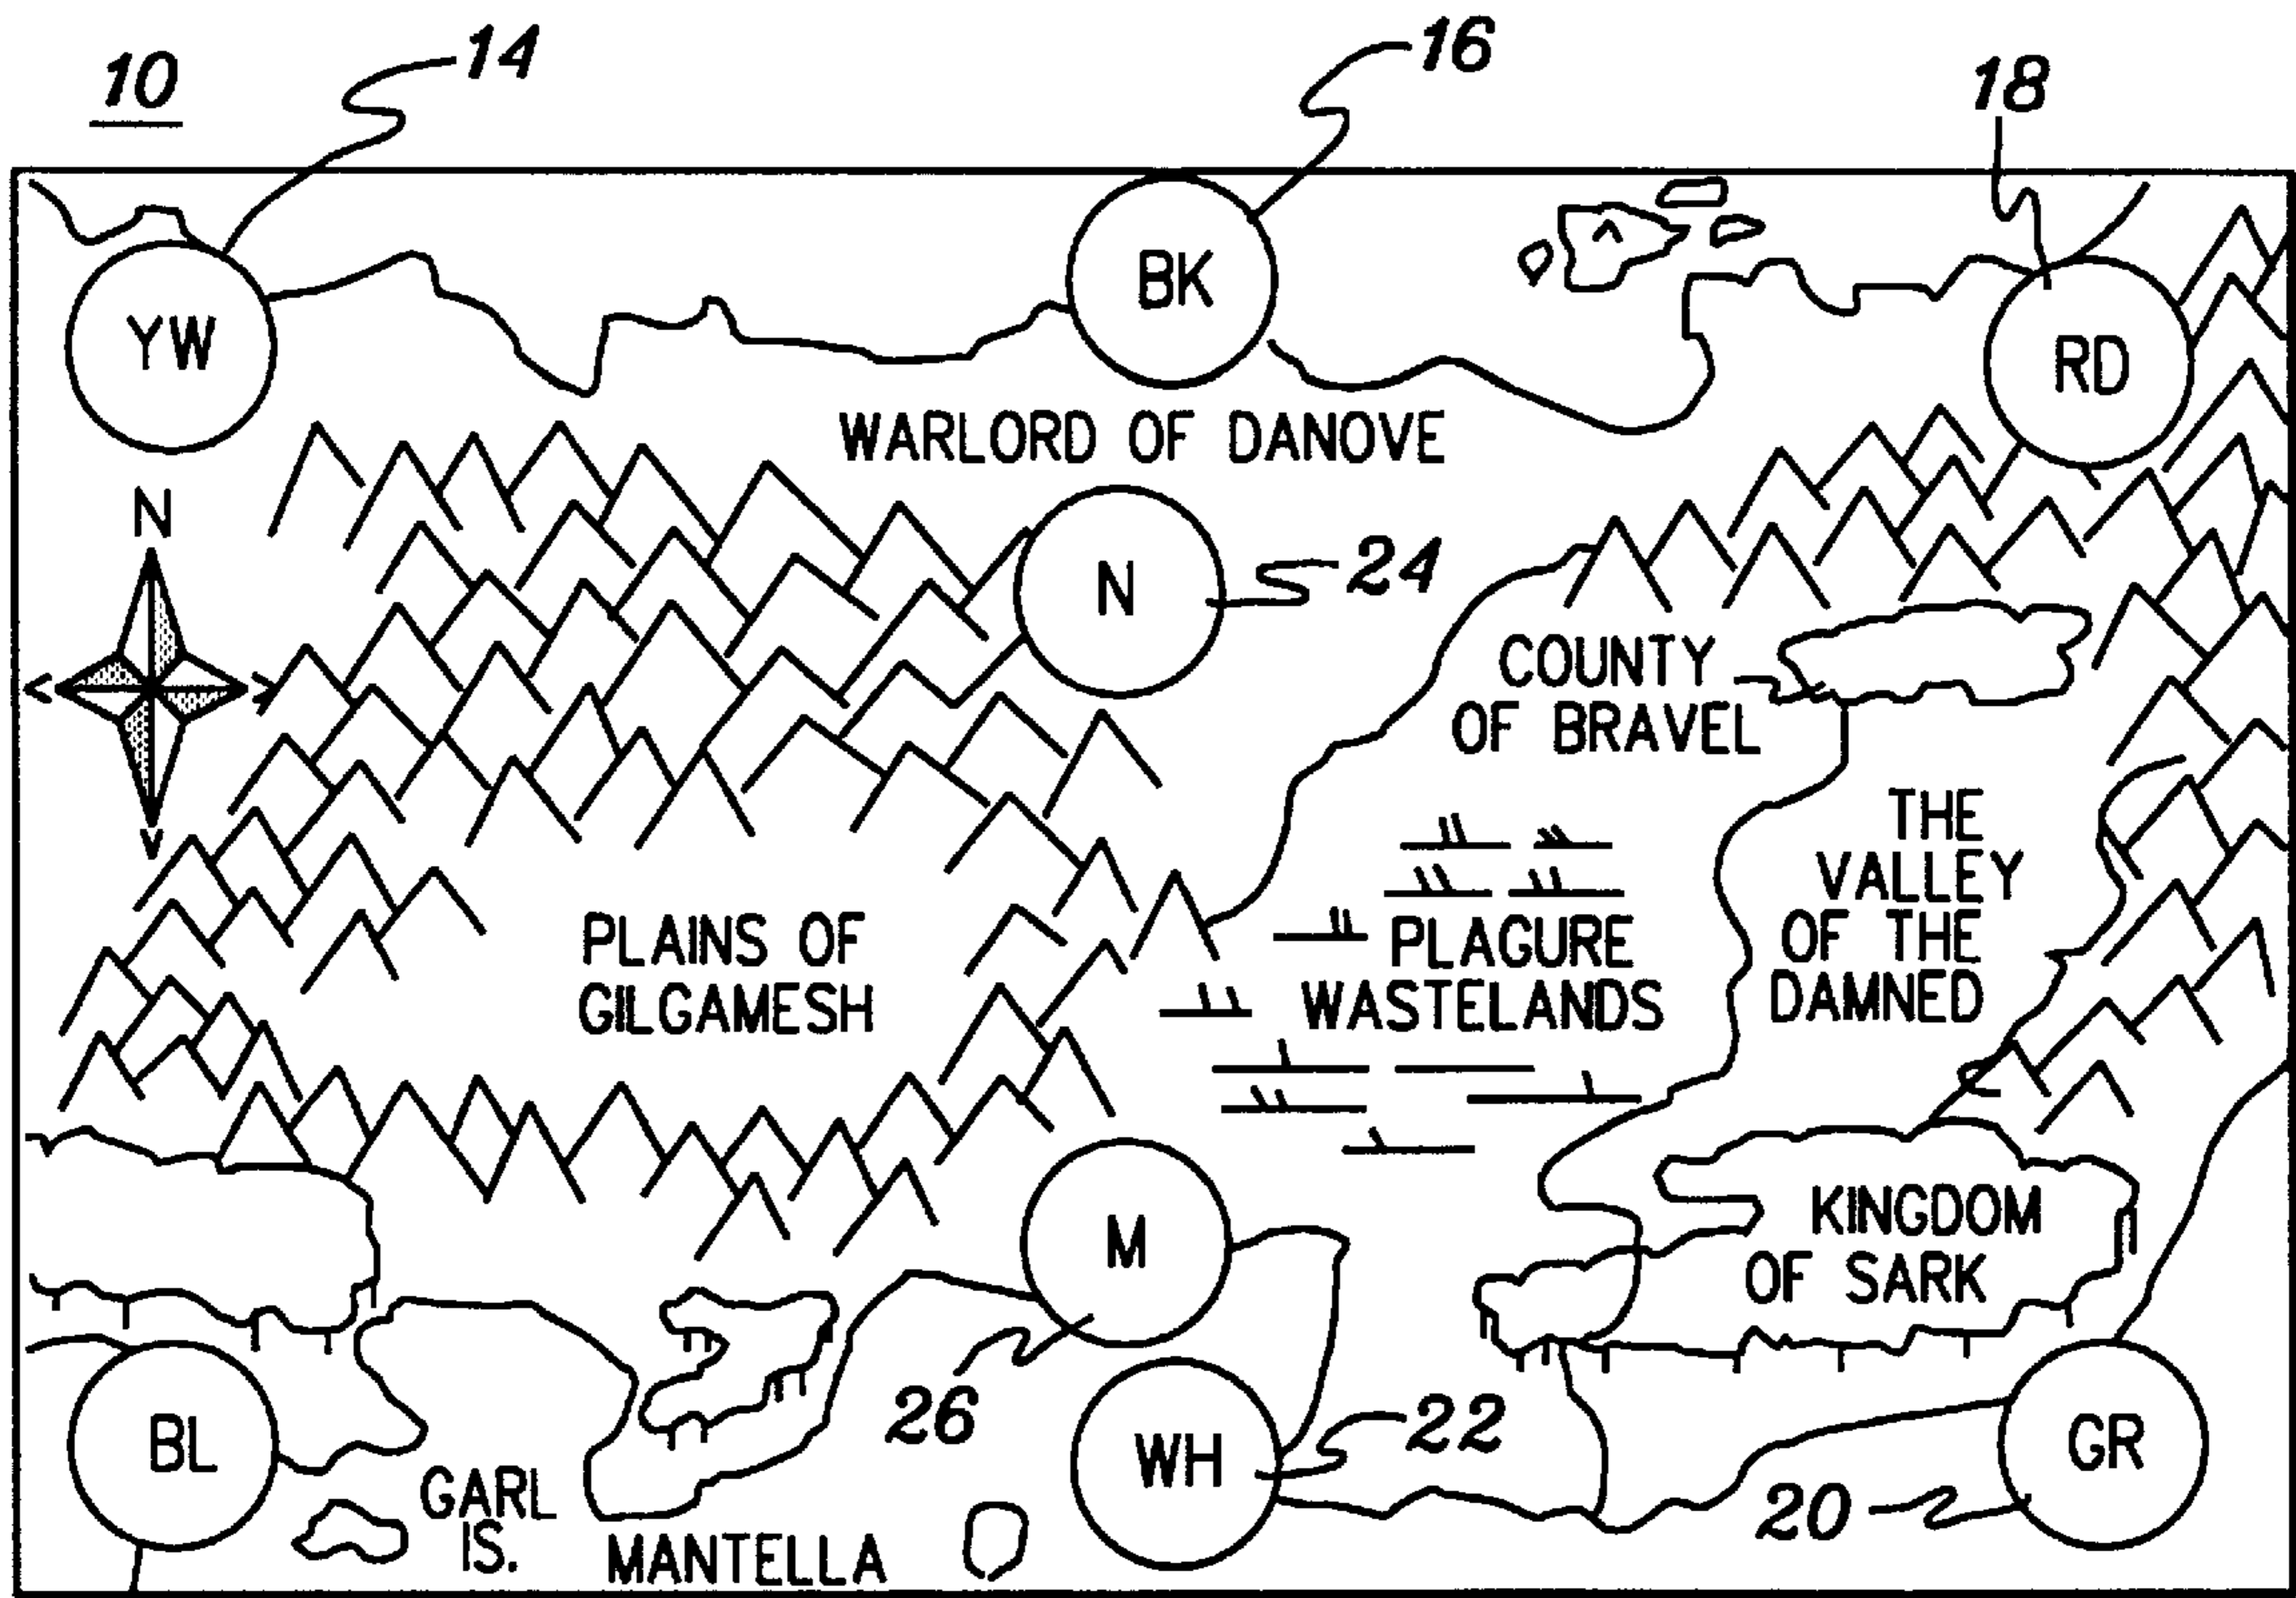 10
14
16
18
YW
BK
RD
WARLORD OF DANOVE
N
N
24
COUNTY
OF BRAVEL
THE
VALLEY
OF THE
DAMNED
PLAINS OF
GILGAMESH
PLAGURE
WASTELANDS
M
KINGDOM
OF SARK
26
22
BL
WH
GR
GARL
IS.
20
MANTELLA